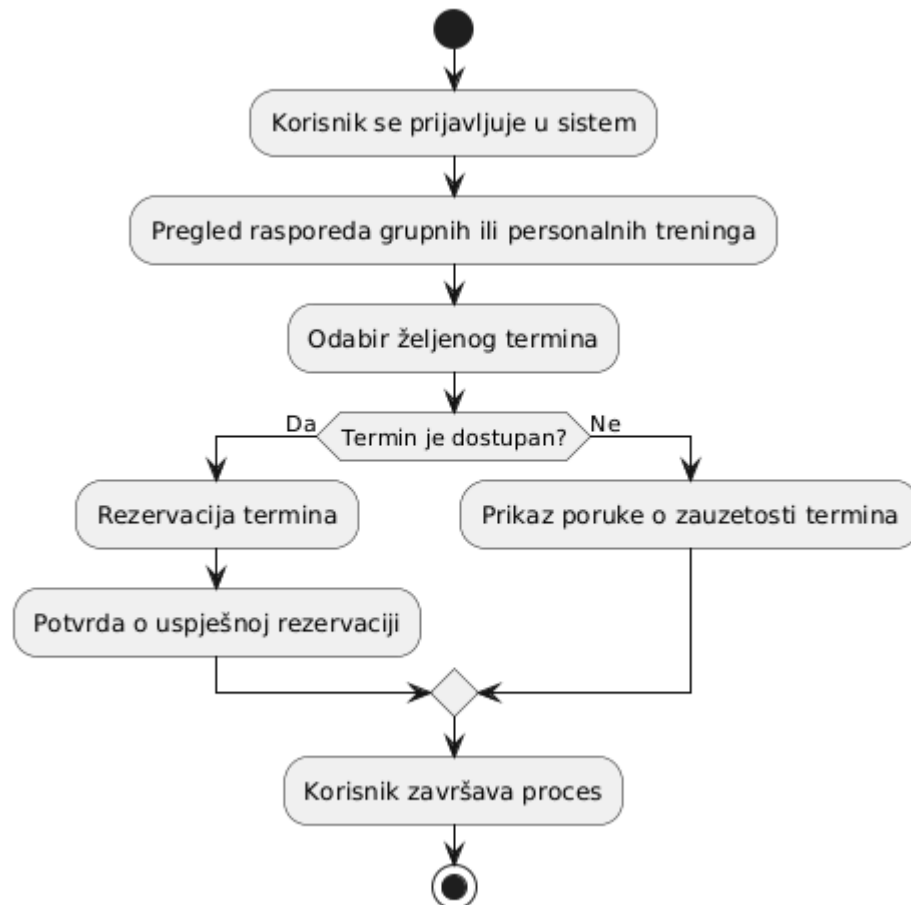 Korisnik se prijavljuje u sistem
Pregled rasporeda grupnih ili personalnih treninga
Odabir željenog termina
Da
Termin je dostupan?
Ne
Rezervacija termina
Prikaz poruke o zauzetosti termina
Potvrda o uspješnoj rezervaciji
Korisnik završava proces